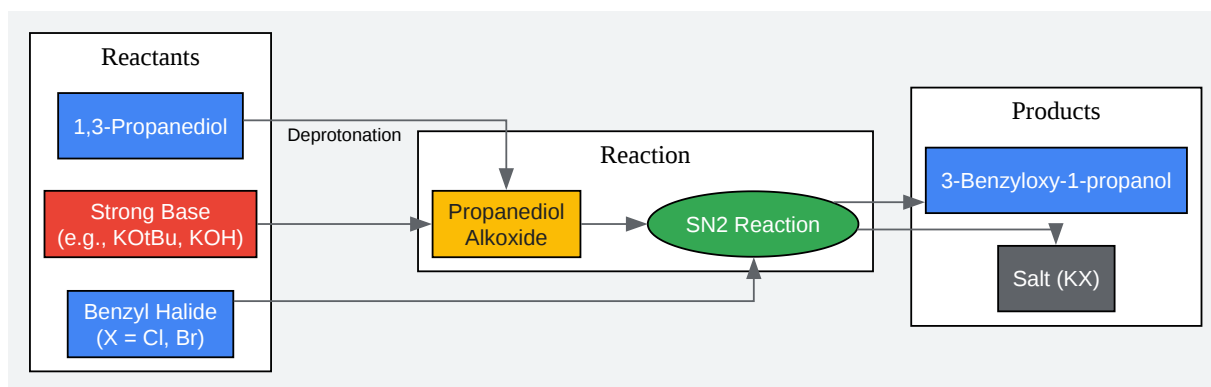 Reactants
1,3-Propanediol
Deprotonation
Strong Base
(e.g., KOtBu, KOH)
Benzyl Halide
(X = Cl, Br)
Reaction
Propanediol
Alkoxide
SN2 Reaction
Products
3-Benzyloxy-1-propanol
Salt (KX)